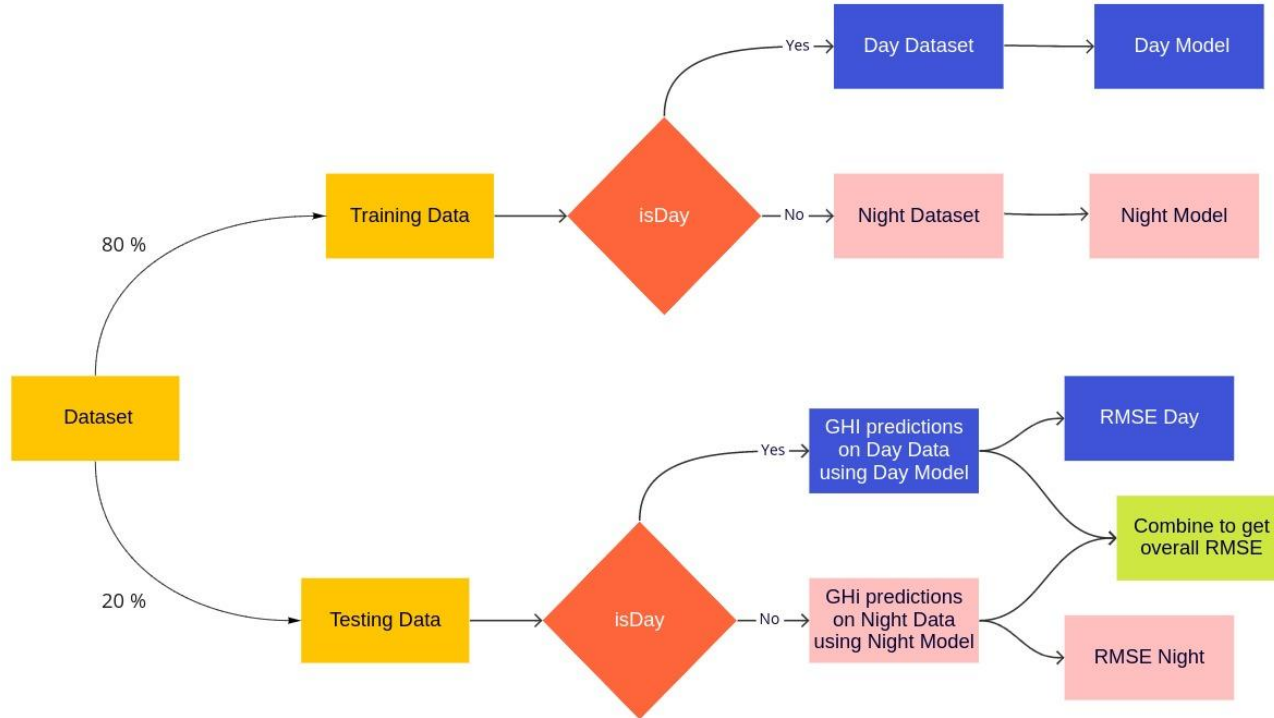 Yes
Day Dataset
Day Model
80 %
Training Data
isDay
No
Night Dataset
Night Model
Dataset
20 %
Testing Data
isDay
Yes
GHI predictions
on Day Data
using Day Model
RMSE Day
Combine to get
overall RMSE
No
GHi predictions
on Night Data
using Night Model
RMSE Night